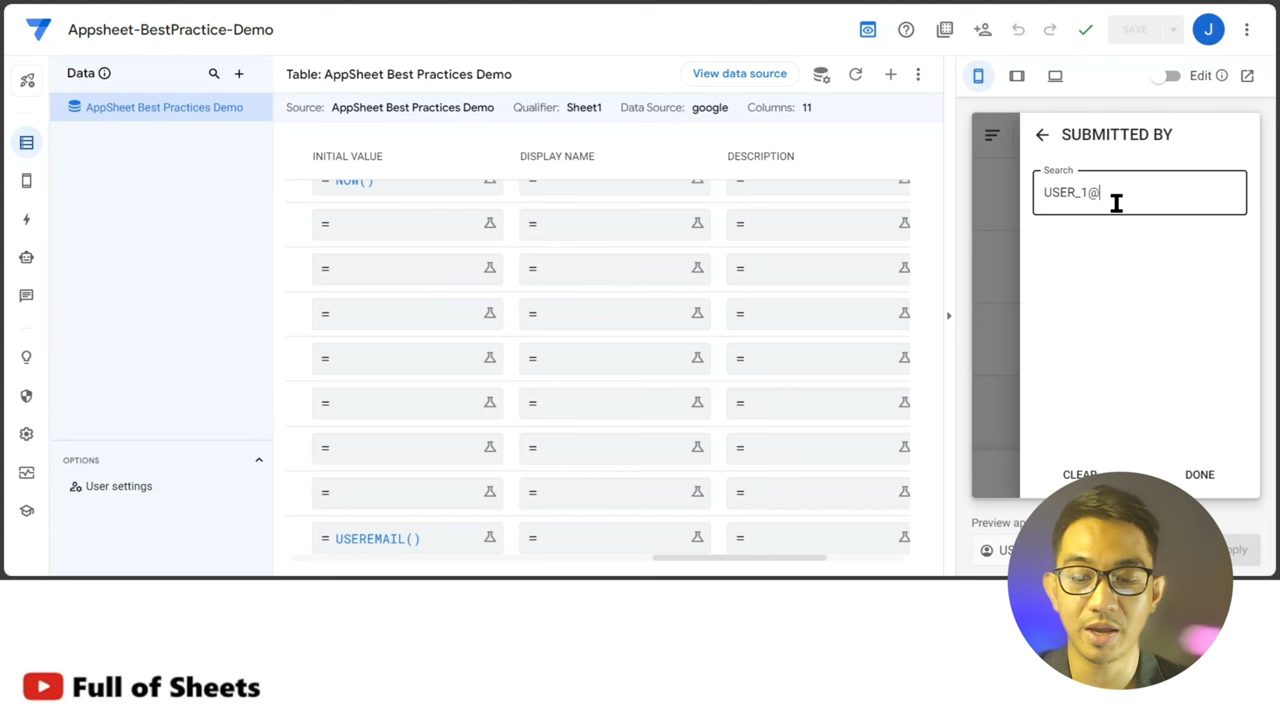 Appsheet-BestPractice-Demo
SAVE
J
Data
Table: AppSheet Best Practices Demo
View data source
Edit
AppSheet Best Practices Demo
Source: AppSheet Best Practices Demo Qualifier: Sheet1 Data Source: google Columns: 11
INITIAL VALUE DISPLAY NAME DESCRIPTION
= NOW() = =
= = =
= = =
= = =
= = =
= = =
= = =
= = =
= USEREMAIL() = =
OPTIONS
User settings
SUBMITTED BY
Search
USER_1@
CLEAR DONE
Preview
Full of Sheets